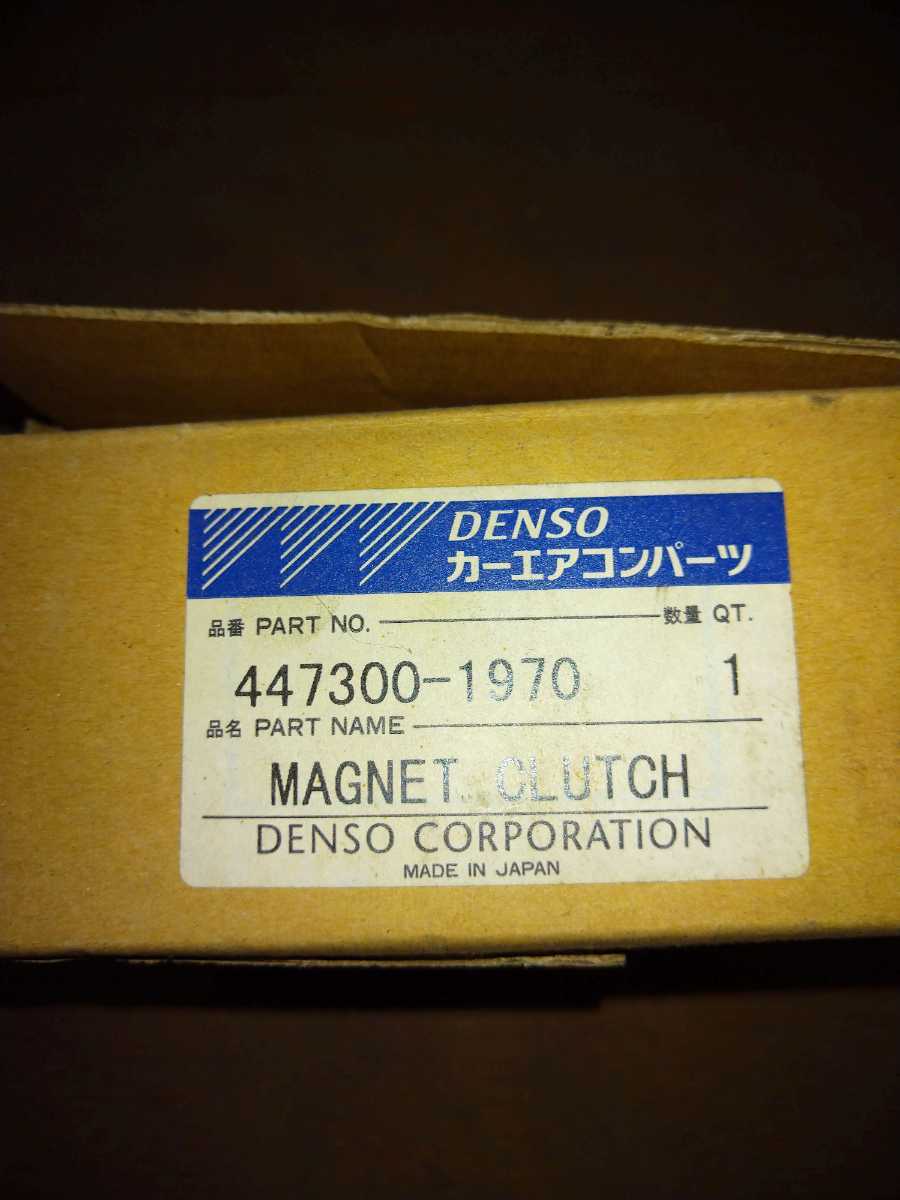 DENSO
カーエアコンパーツ
品番 PART NO. 数量 QT.
447300-1970 1
品名 PART NAME
MAGNET CLUTCH
DENSO CORPORATION
MADE IN JAPAN